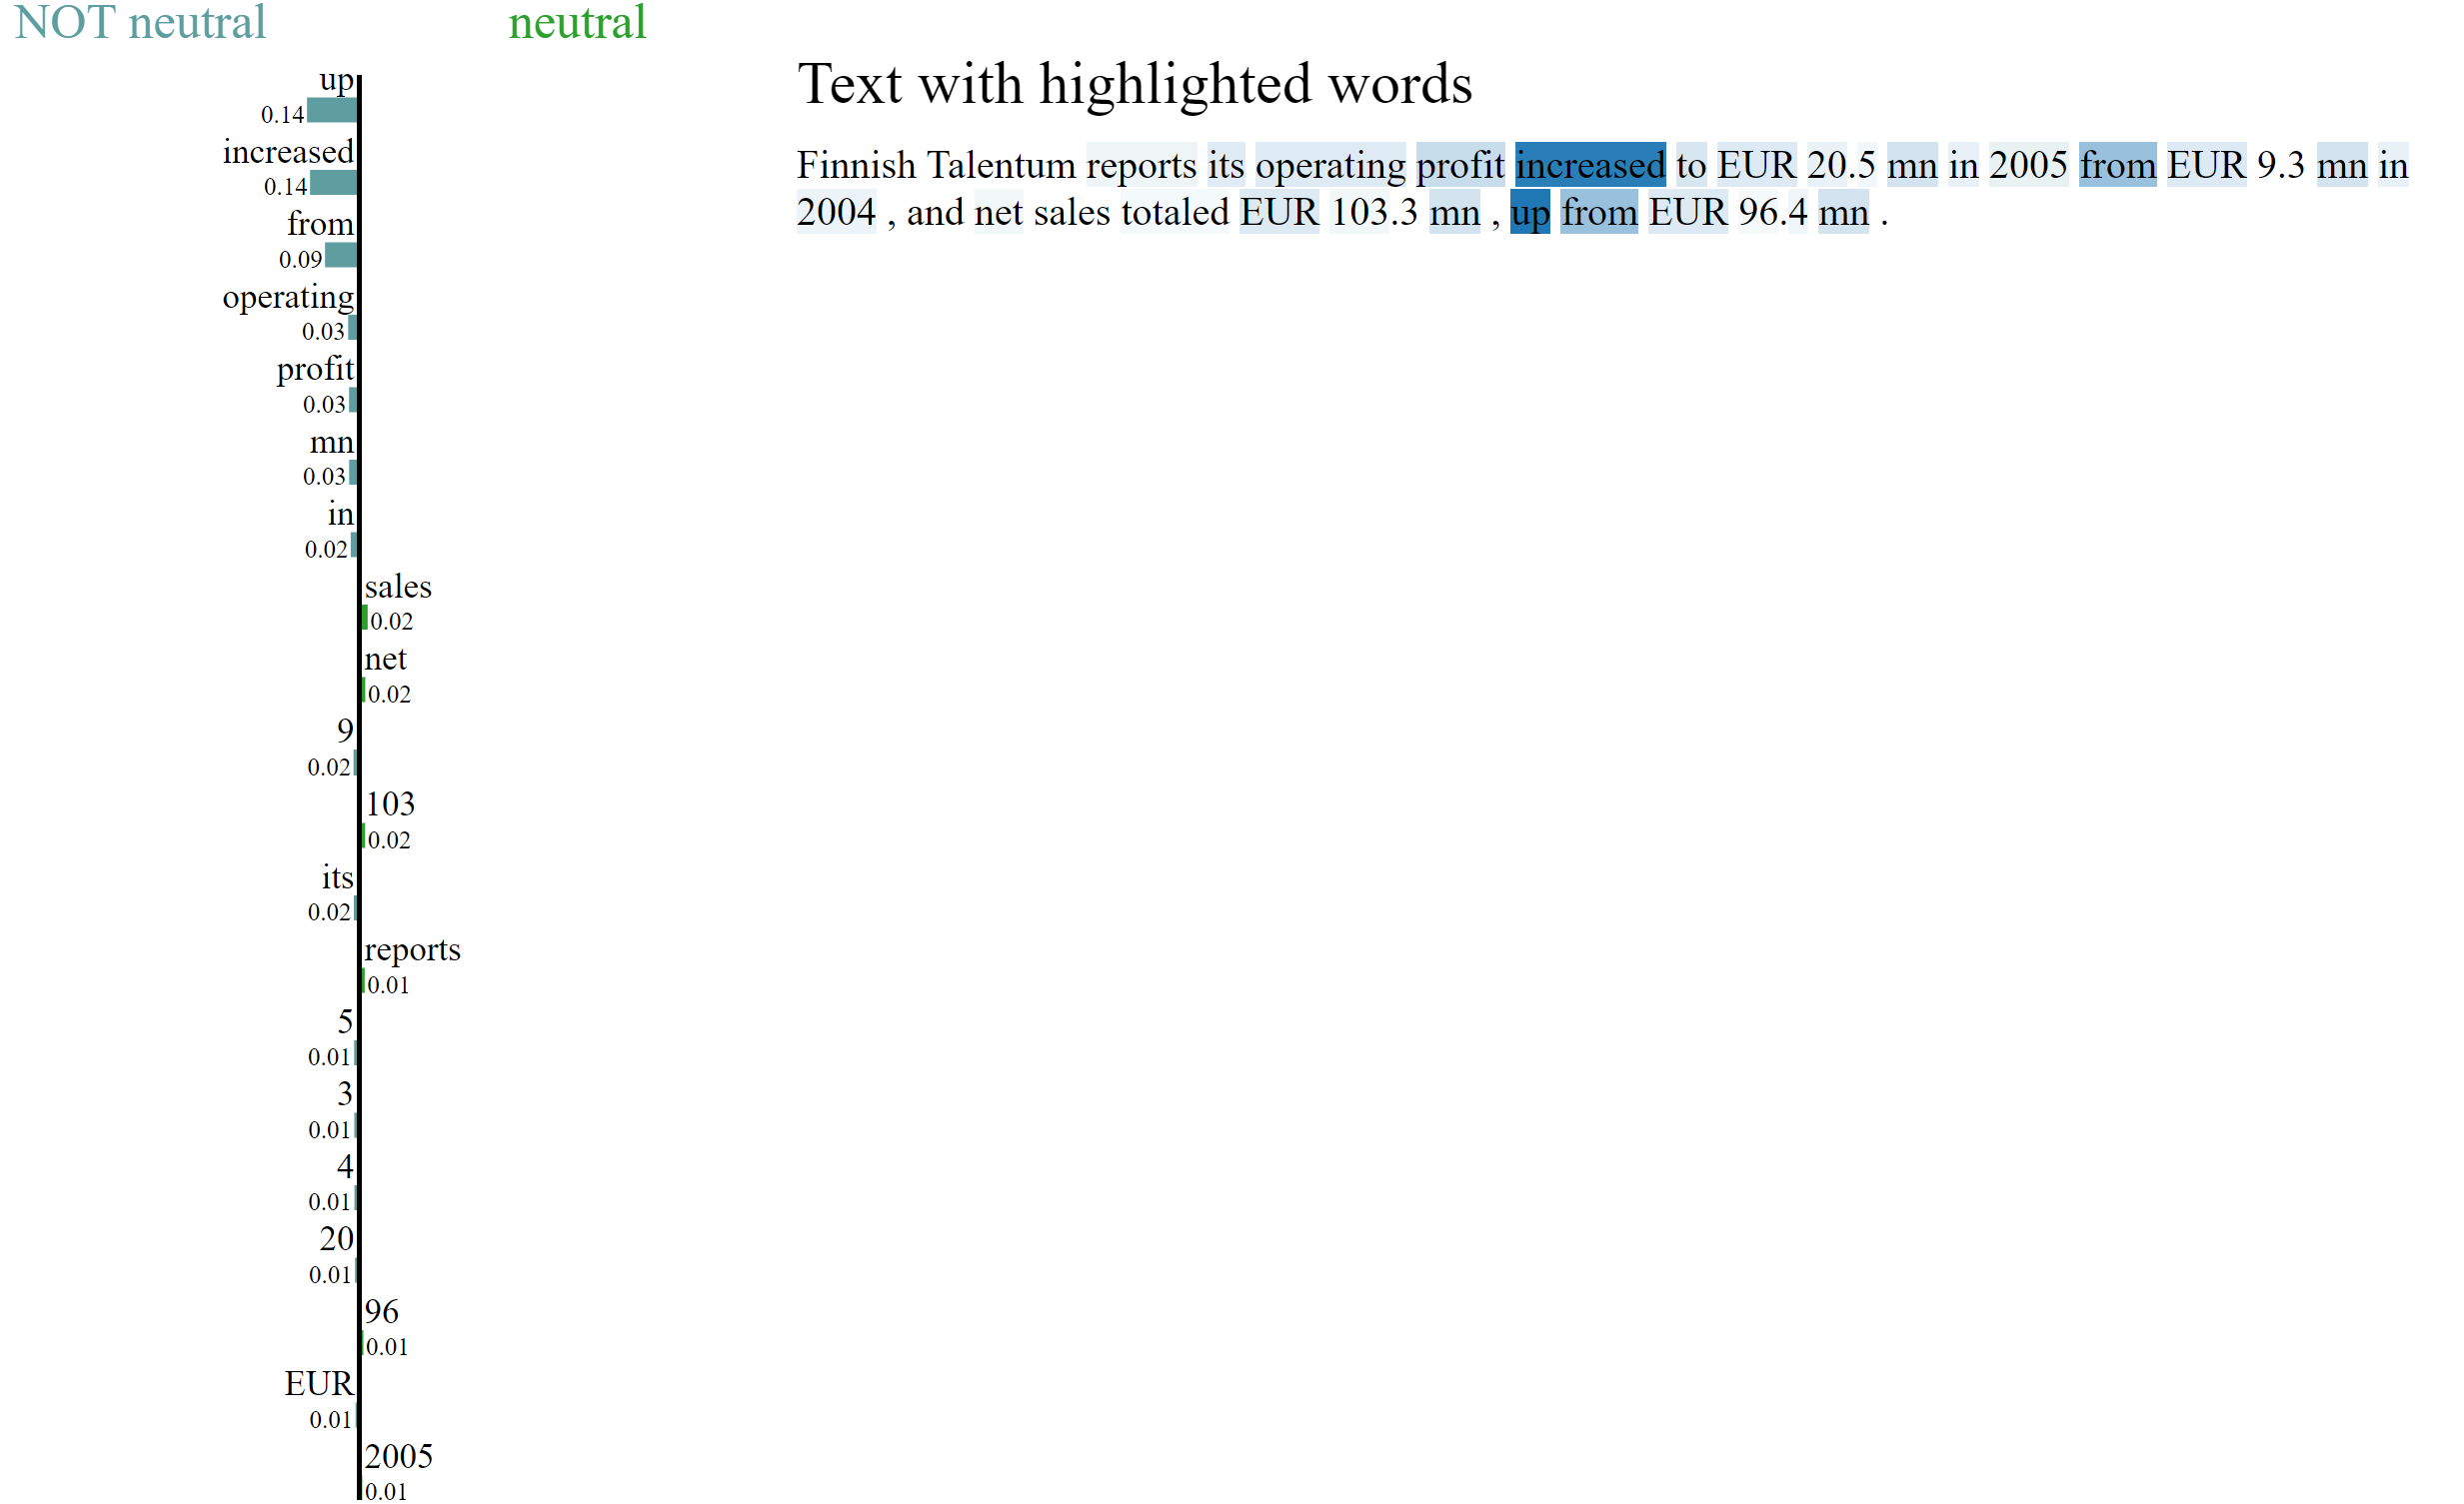 NOT neutral
neutral
up
0.14
increased
0.14
from
0.09
operating
0.03
profit
0.03
mn
0.03
in
0.02
sales
0.02
net
0.02
9
0.02
103
0.02
its
0.02
reports
0.01
5
0.01
3
0.01
4
0.01
20
0.01
96
0.01
EUR
0.01
2005
0.01
Text with highlighted words
Finnish Talentum reports its operating profit increased to EUR 20.5 mn in 2005 from EUR 9.3 mn in
2004 , and net sales totaled EUR 103.3 mn , up from EUR 96.4 mn .